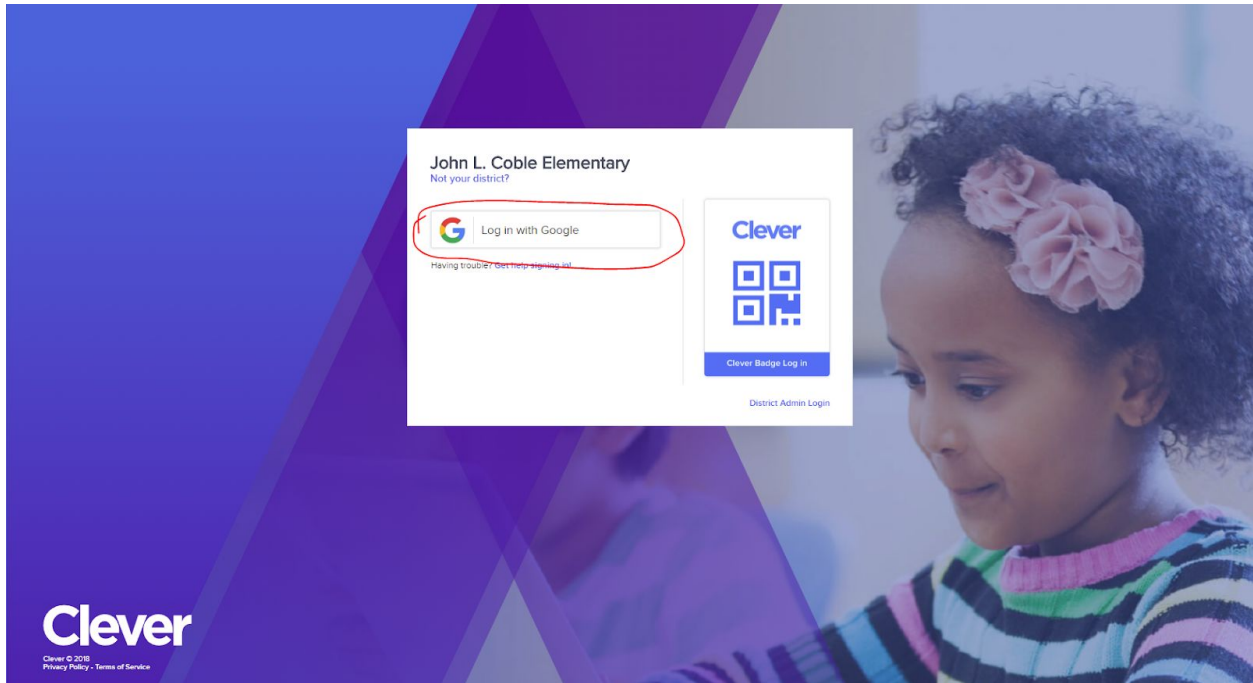 John L. Coble Elementary
Not your district?
Log in with Google
Having trouble? Get help signing in!
Clever
Clever Badge Log in
District Admin Login
Clever
Clever © 2018
Privacy Policy - Terms of Service